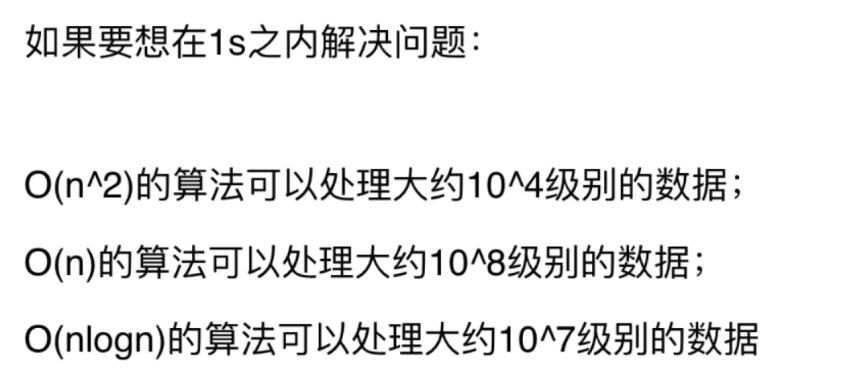 如果要想在1s之内解决问题：
O(n^2)的算法可以处理大约10^4级别的数据；
O(n)的算法可以处理大约10^8级别的数据；
O(nlogn)的算法可以处理大约10^7级别的数据